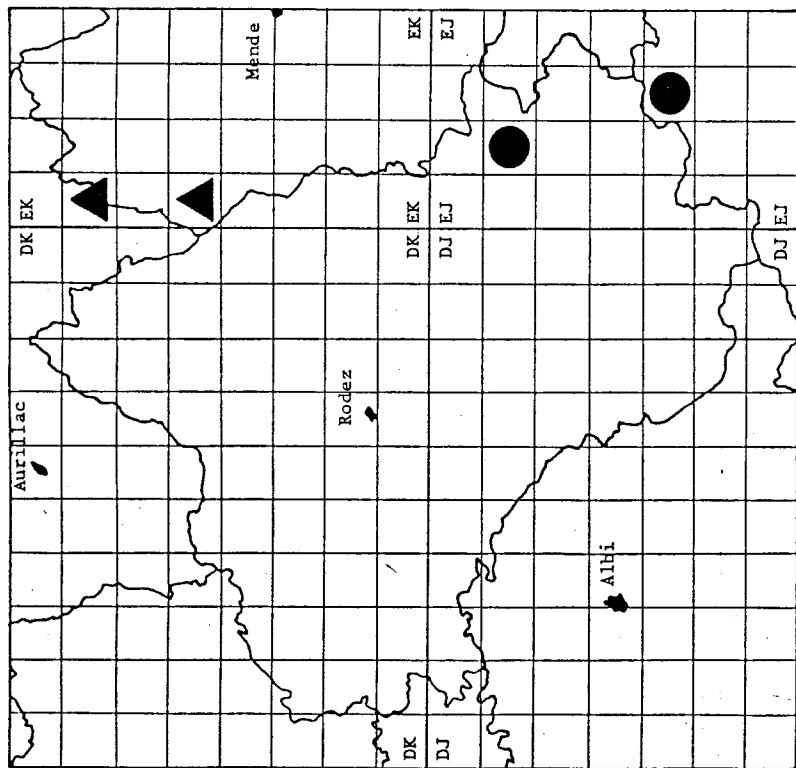 Aurillac
DK EK
Mende
Rodez
DK
DJ
DK EK
DJ EJ
EK
EJ
Albi
DJ EJ